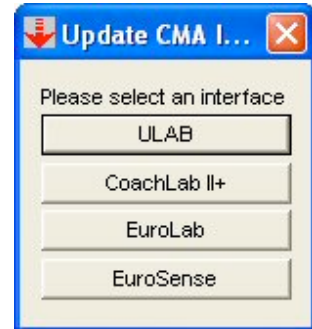 Update CMA I...
Please select an interface
ULAB
CoachLab II+
EuroLab
EuroSense